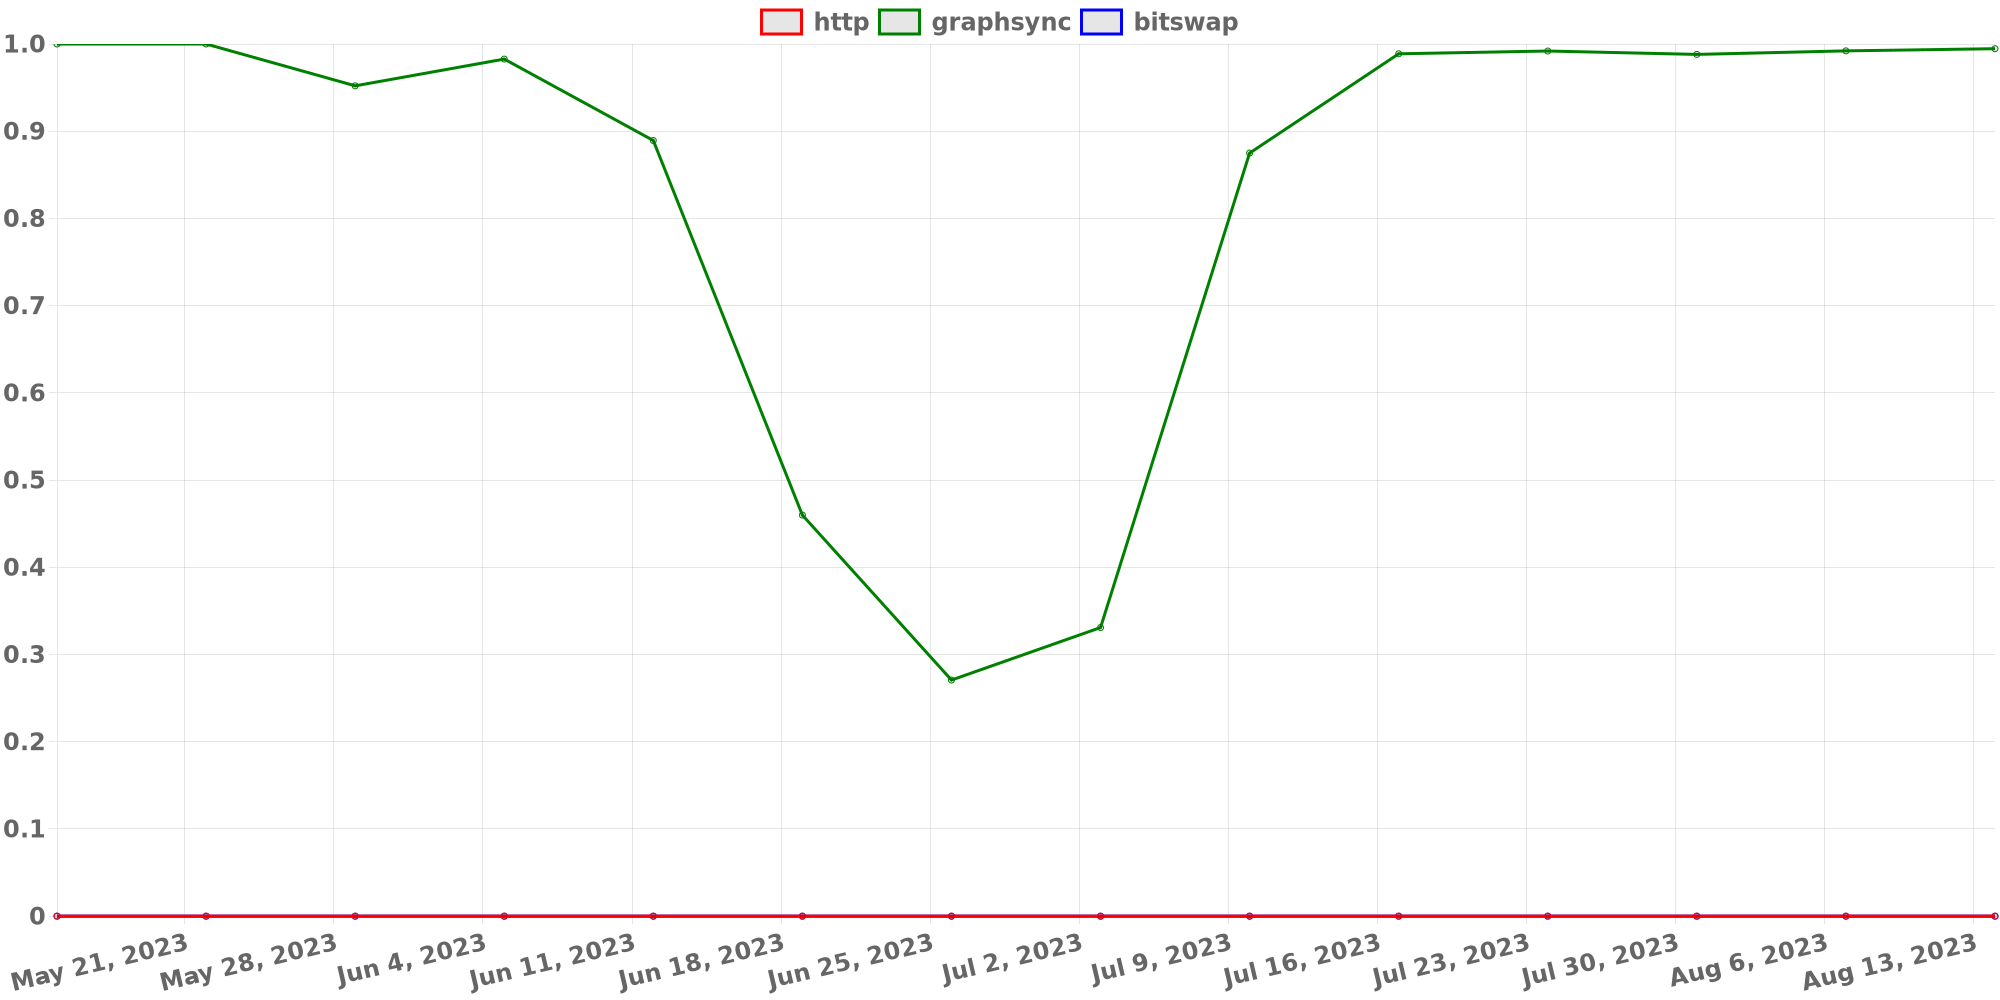 http graphsync bitswap
1.0
0.9
0.8
0.7
0.6
0.5
0.4
0.3
0.2
0.1
0
May 21, 2023
May 28, 2023
Jun 4, 2023
Jun 11, 2023
Jun 18, 2023
Jun 25, 2023
Jul 2, 2023
Jul 9, 2023
Jul 16, 2023
Jul 23, 2023
Jul 30, 2023
Aug 6, 2023
Aug 13, 2023